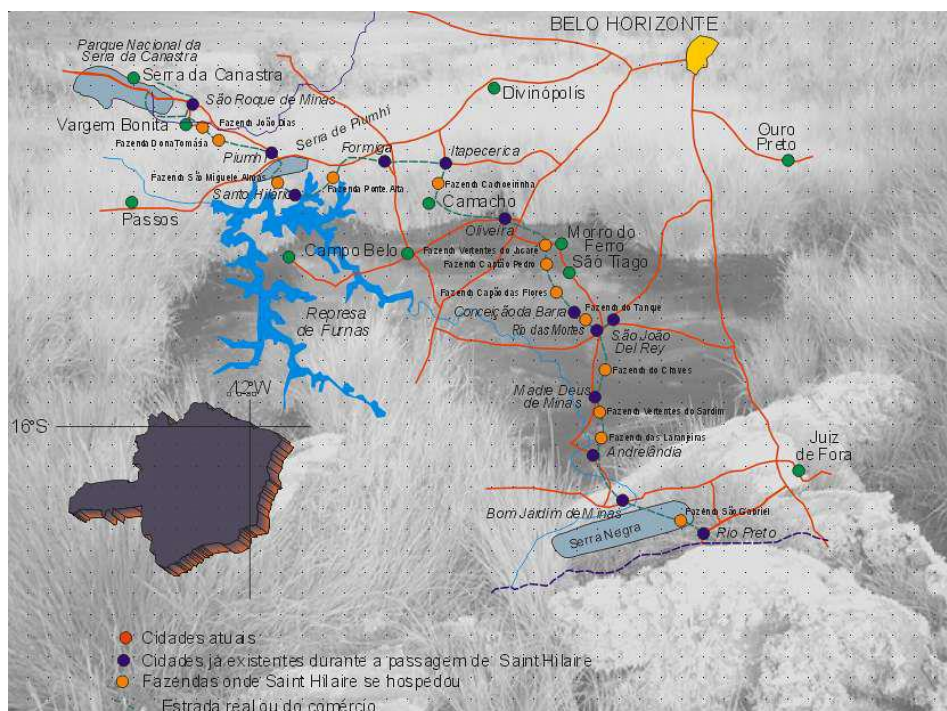 BELO HORIZONTE
Parque Nacional da
Serra da Canastra
Serra da Canastra
São Roque de Minas
Divinópolis
Vargem Bonita
Fazenda João Dias
Fazenda Dona Tomása
Serra de Piumhi
Piumhi
Formiga
Itapecerica
Ouro
Preto
Fazenda São Miguel e Almas
Santo Hilário
Fazenda Ponte Alta
Fazenda Cachoeirinha
Passos
Camacho
Oliveira
Morro do
Ferro
Campo Belo
Fazenda Vertentes do Jacaré
Fazenda Capitão Pedro
São Tiago
Fazenda Capão das Flores
Represa
de Furnas
Conceição da Barra
Fazenda do Tanque
Rio das Mortes
São João
Del Rey
Fazenda do Chaves
Madre Deus
de Minas
42°W
Fazenda Vertentes do Sardim
16°S
Fazenda das Laranjeiras
Andrelândia
Juiz
de Fora
Bom Jardim de Minas
Fazenda São Gabriel
Serra Negra
Rio Preto
Cidades atuais
Cidades já existentes durante a passagem de Saint Hilaire
Fazendas onde Saint Hilaire se hospedou
Estrada real ou do comércio